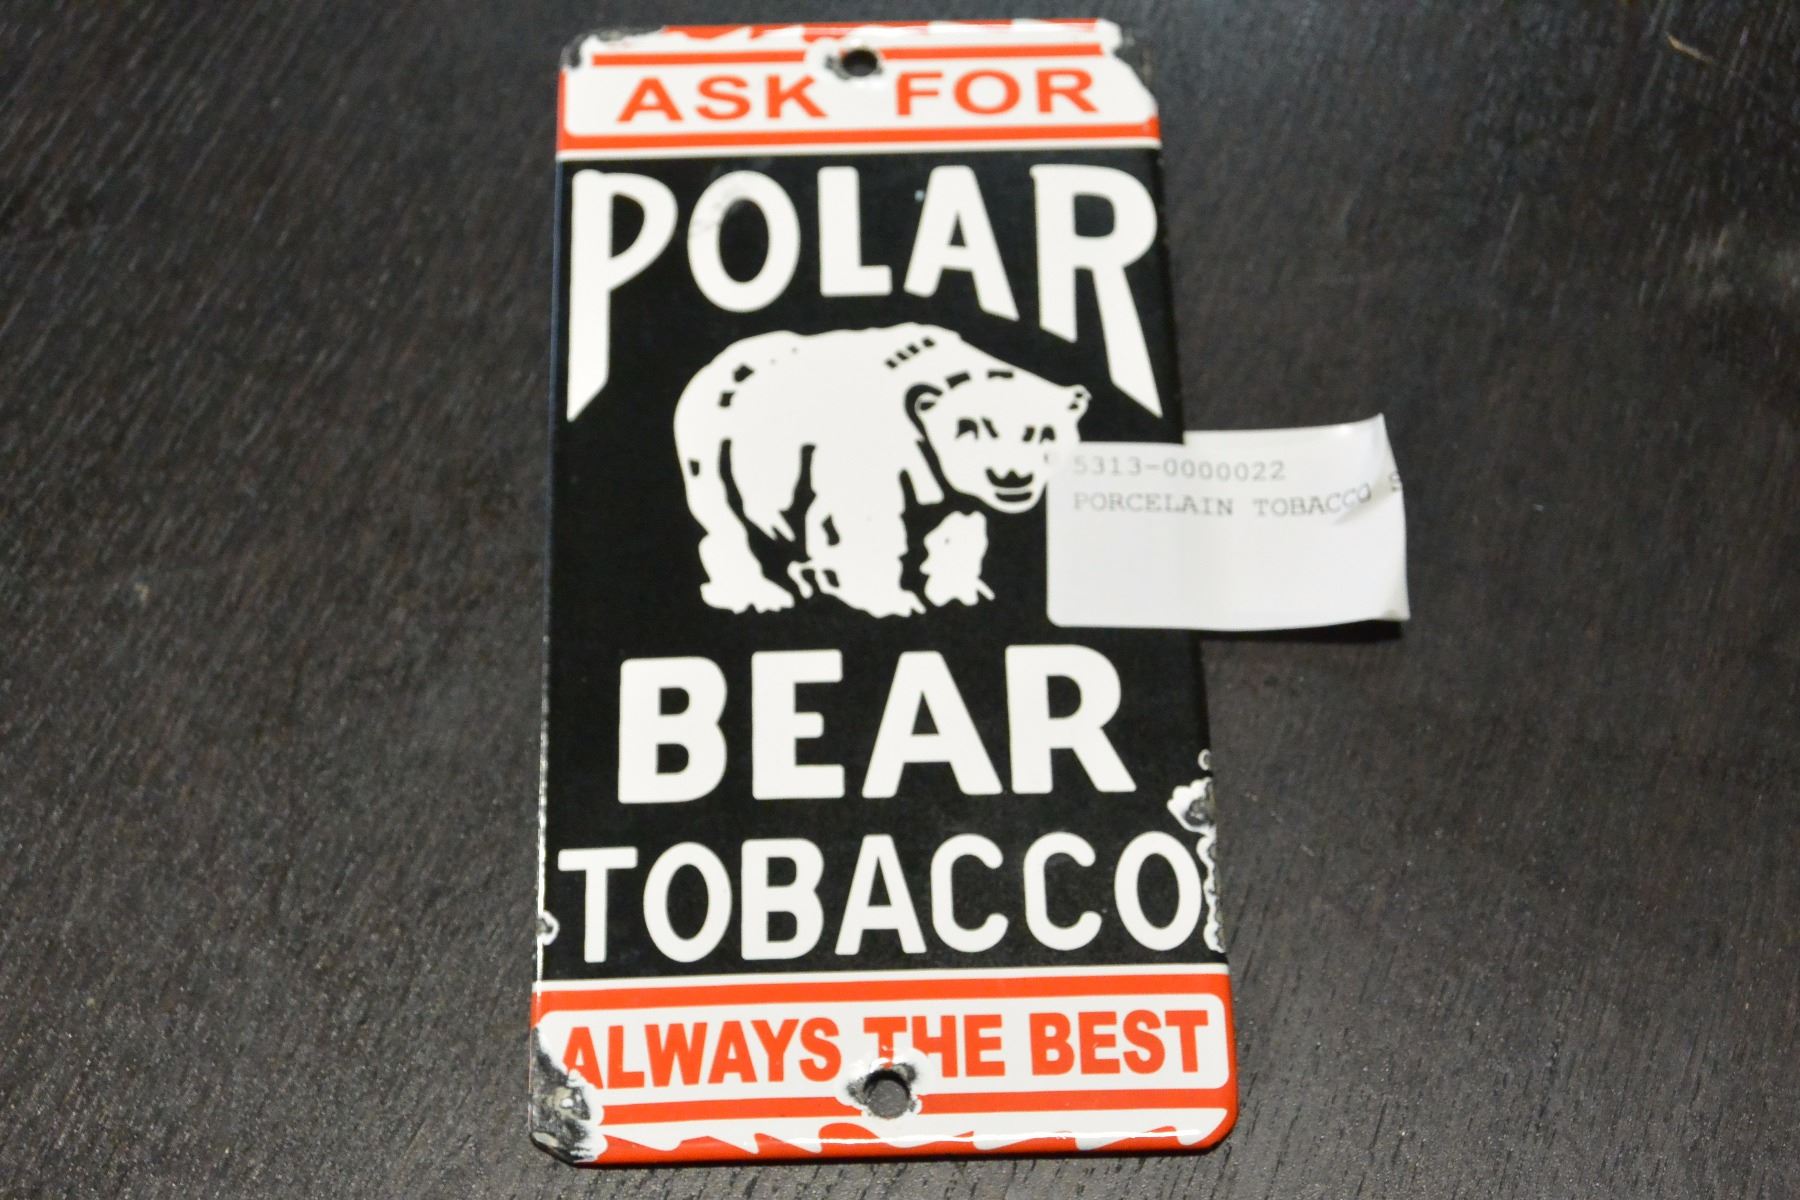 ASK FOR
POLAR
BEAR
TOBACCO
ALWAYS THE BEST
5313-0000022
PORCELAIN TOBACCO S